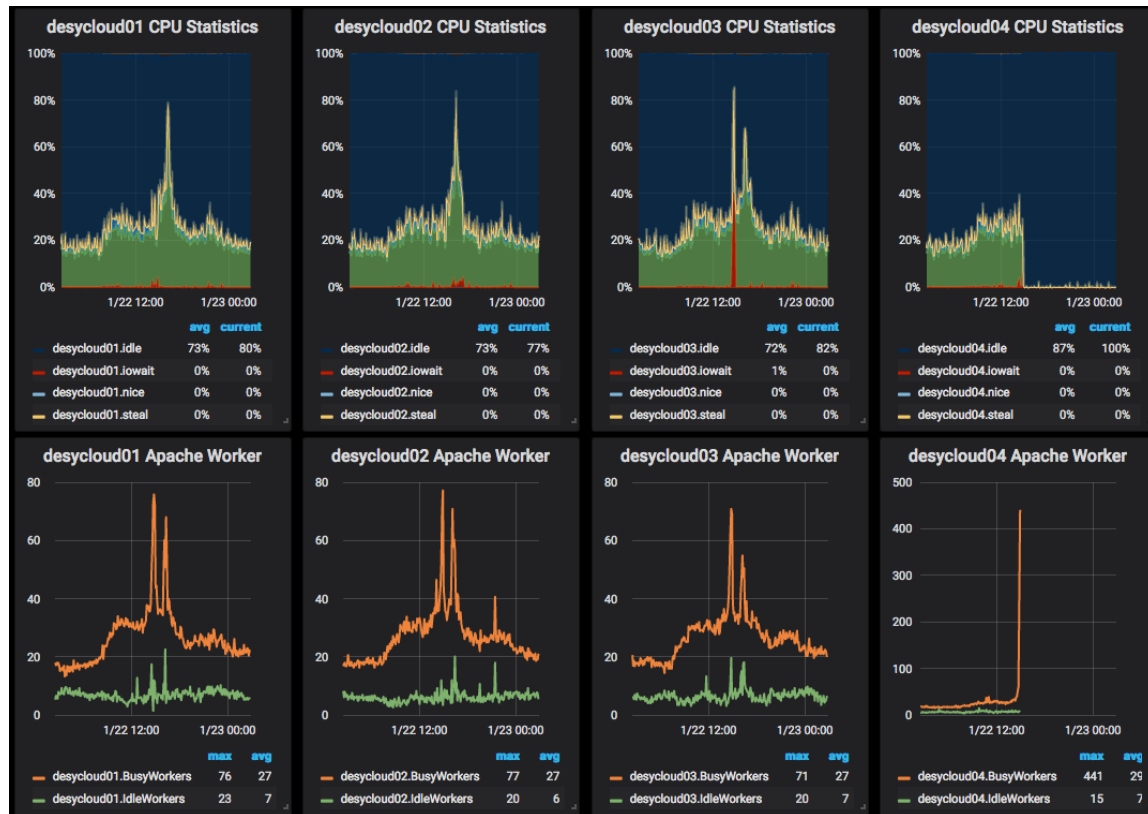 desycloud01 CPU Statistics
100%
80%
60%
40%
20%
0%
1/22 12:00 1/23 00:00
avg current
desycloud01.idle 73% 80%
desycloud01.iowait 0% 0%
desycloud01.nice 0% 0%
desycloud01.steal 0% 0%
desycloud02 CPU Statistics
100%
80%
60%
40%
20%
0%
1/22 12:00 1/23 00:00
avg current
desycloud02.idle 73% 77%
desycloud02.iowait 0% 0%
desycloud02.nice 0% 0%
desycloud02.steal 0% 0%
desycloud03 CPU Statistics
100%
80%
60%
40%
20%
0%
1/22 12:00 1/23 00:00
avg current
desycloud03.idle 72% 82%
desycloud03.iowait 1% 0%
desycloud03.nice 0% 0%
desycloud03.steal 0% 0%
desycloud04 CPU Statistics
100%
80%
60%
40%
20%
0%
1/22 12:00 1/23 00:00
avg current
desycloud04.idle 87% 100%
desycloud04.iowait 0% 0%
desycloud04.nice 0% 0%
desycloud04.steal 0% 0%
desycloud01 Apache Worker
80
60
40
20
0
1/22 12:00 1/23 00:00
max avg
desycloud01.BusyWorkers 76 27
desycloud01.IdleWorkers 23 7
desycloud02 Apache Worker
80
60
40
20
0
1/22 12:00 1/23 00:00
max avg
desycloud02.BusyWorkers 77 27
desycloud02.IdleWorkers 20 6
desycloud03 Apache Worker
80
60
40
20
0
1/22 12:00 1/23 00:00
max avg
desycloud03.BusyWorkers 71 27
desycloud03.IdleWorkers 20 7
desycloud04 Apache Worker
500
400
300
200
100
0
1/22 12:00 1/23 00:00
max avg
desycloud04.BusyWorkers 441 29
desycloud04.IdleWorkers 15 7